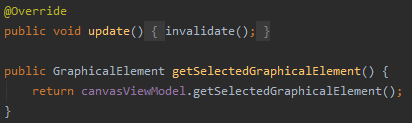 @Override
public void update() { invalidate(); }
public GraphicalElement getSelectedGraphicalElement() {
return canvasViewModel.getSelectedGraphicalElement();
}